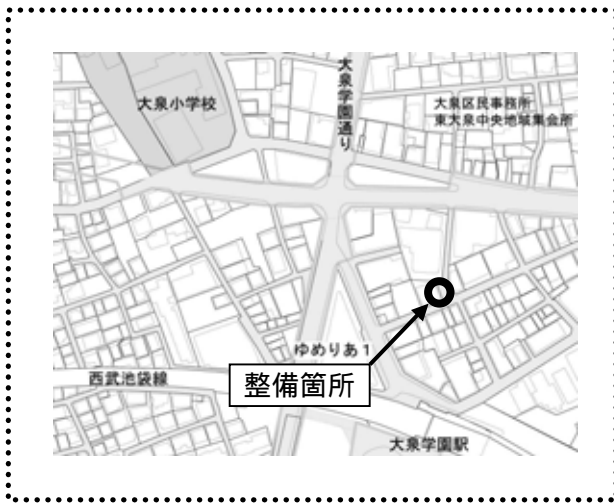 大泉小学校
大泉学園通り
大泉区民事務所
東大泉中央地域集会所
ゆめりあ1
整備箇所
西武池袋線
大泉学園駅